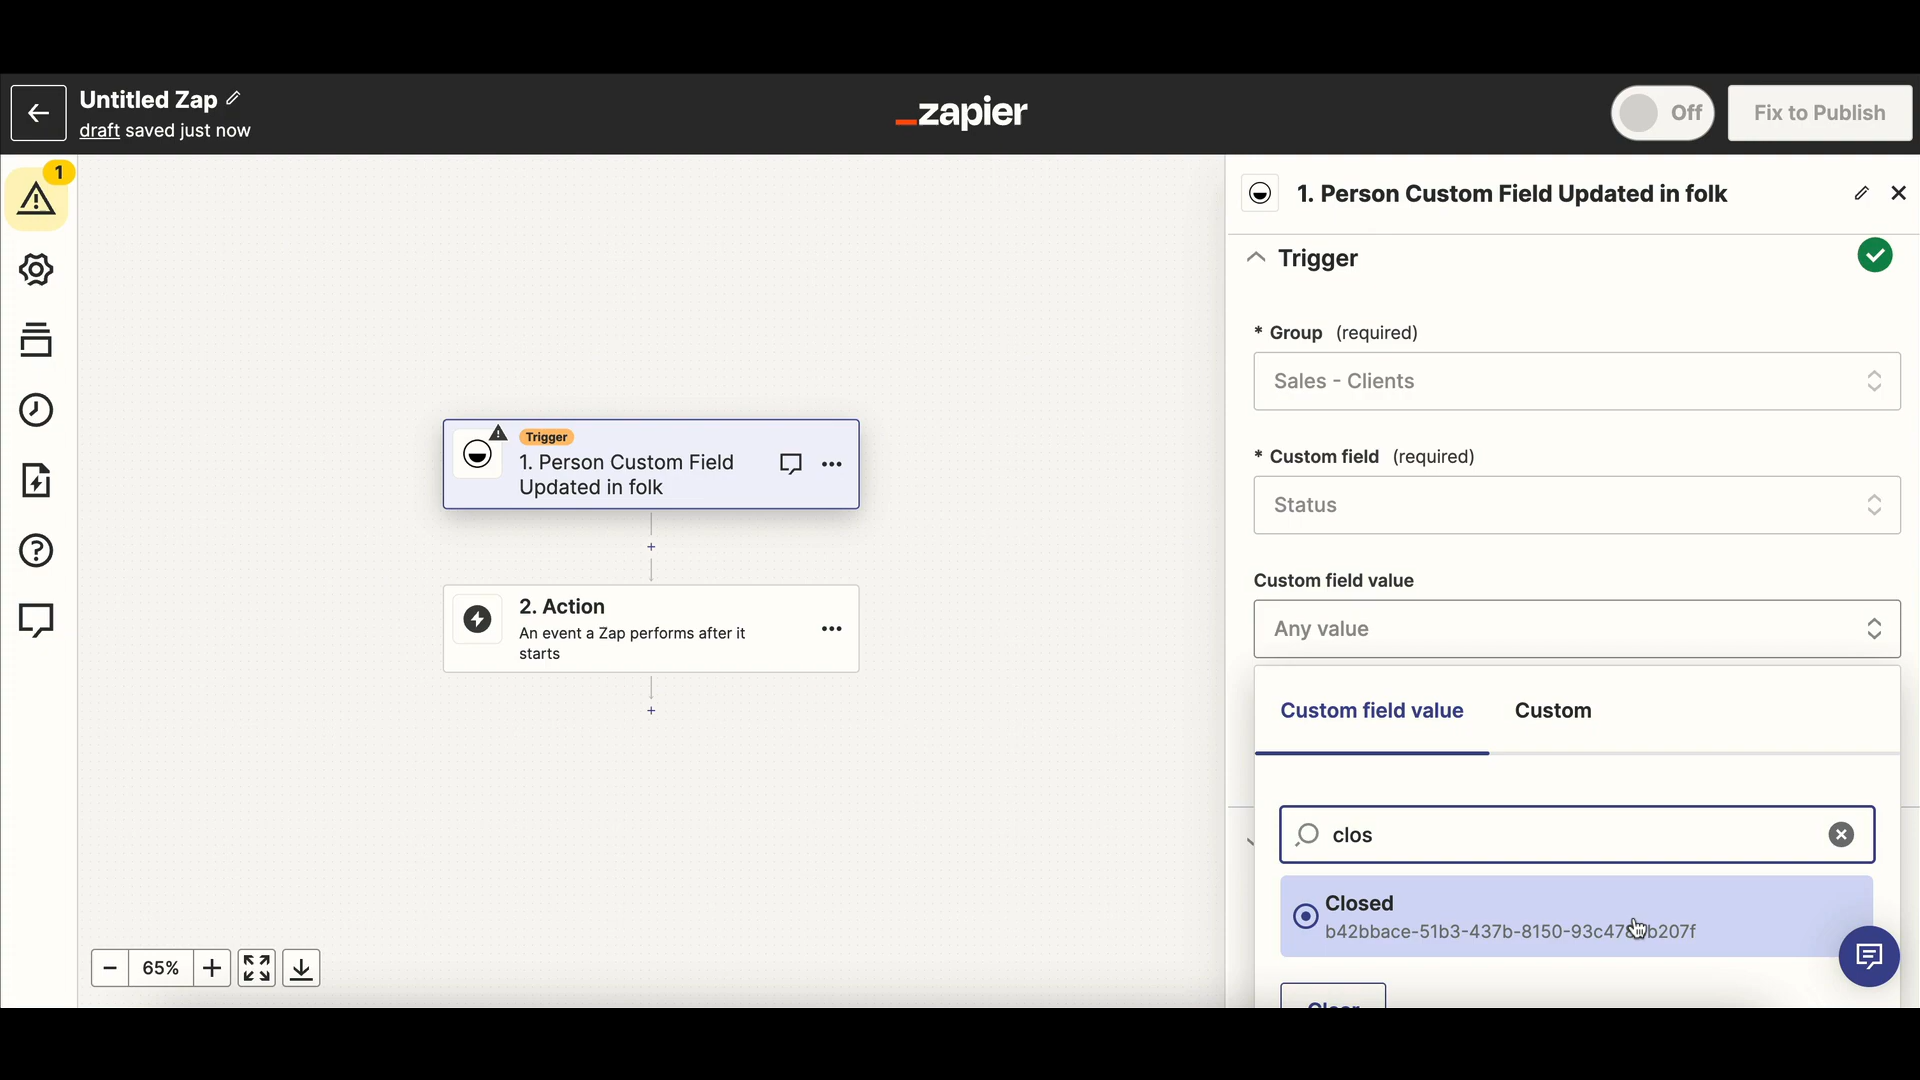 Untitled Zap
draft saved just now
zapier
Off
Fix to Publish
1
1. Person Custom Field Updated in folk
Trigger
* Group (required)
Sales - Clients
* Custom field (required)
Status
Custom field value
Any value
Custom field value
Custom
clos
Closed
Trigger
1. Person Custom Field
Updated in folk
2. Action
An event a Zap performs after it
starts
65%